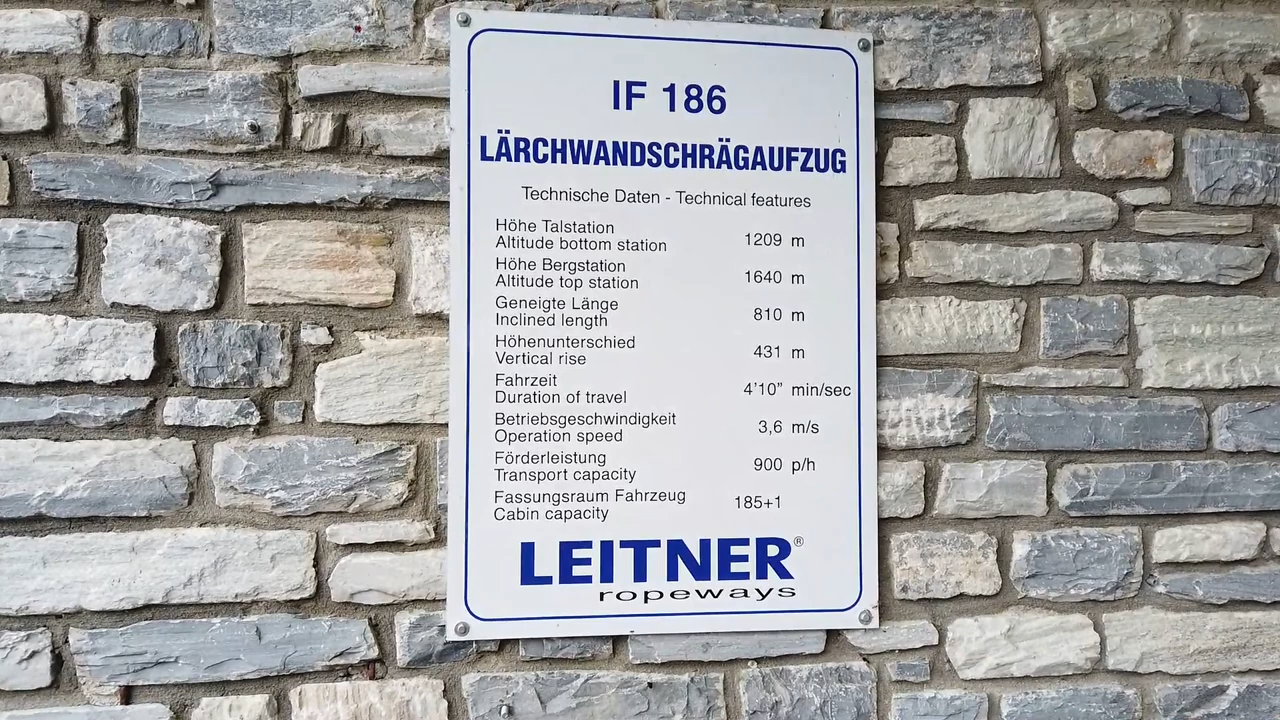 IF 186
LÄRCHWANDSCHRÄGAUFZUG
Technische Daten - Technical features
Höhe Talstation
Altitude bottom station 1209 m
Höhe Bergstation
Altitude top station 1640 m
Geneigte Länge
Inclined length 810 m
Höhenunterschied
Vertical rise 431 m
Fahrzeit
Duration of travel 4'10" min/sec
Betriebsgeschwindigkeit
Operation speed 3,6 m/s
Förderleistung
Transport capacity 900 p/h
Fassungsraum Fahrzeug
Cabin capacity 185+1
LEITNER®
ropeways